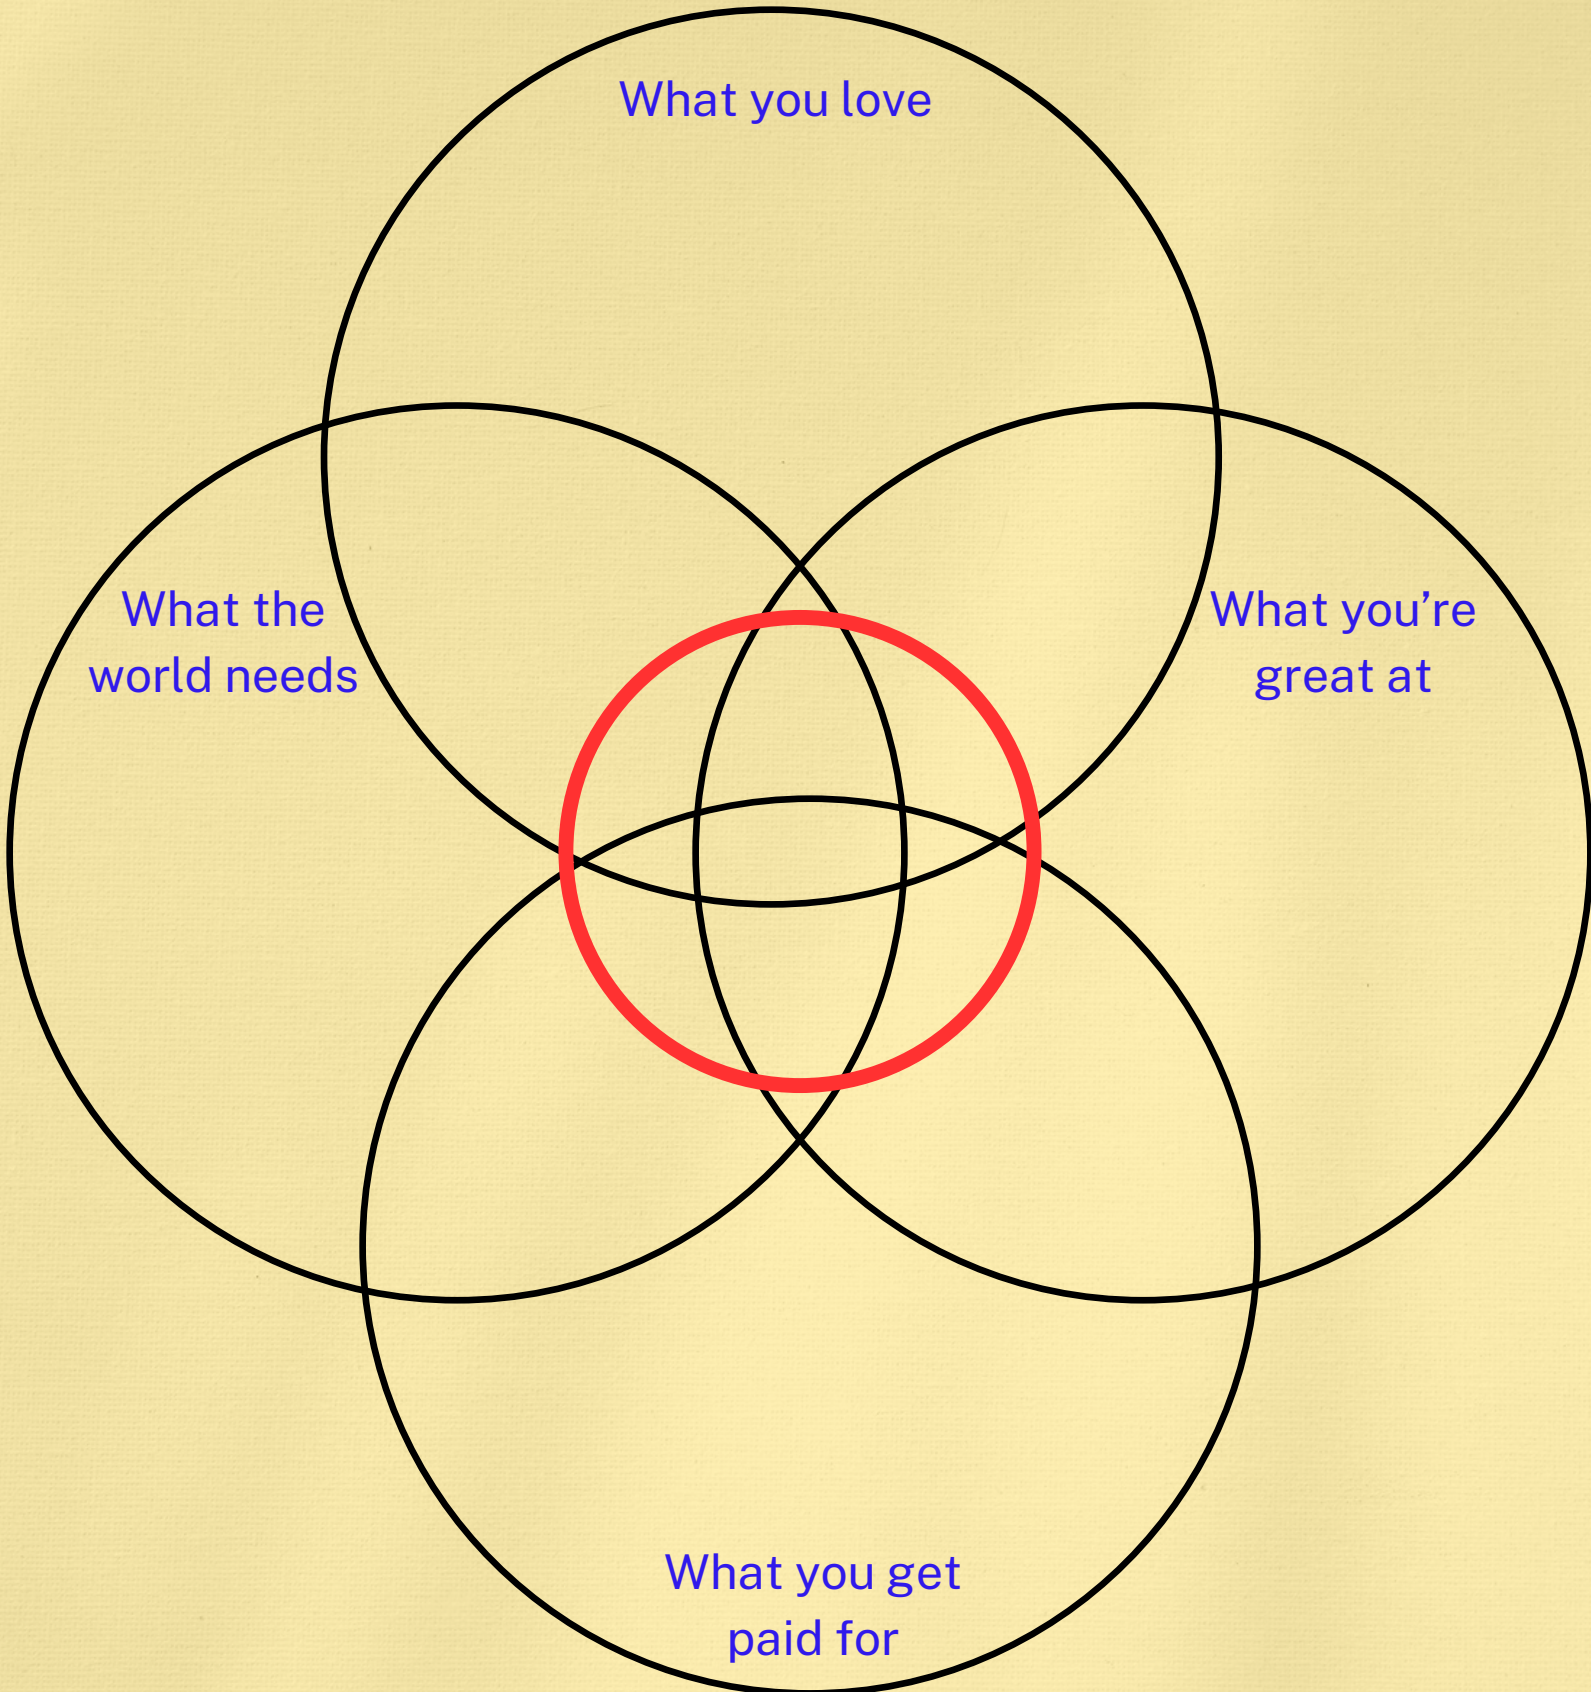 What you love
What the
world needs
What you’re
great at
What you get
paid for